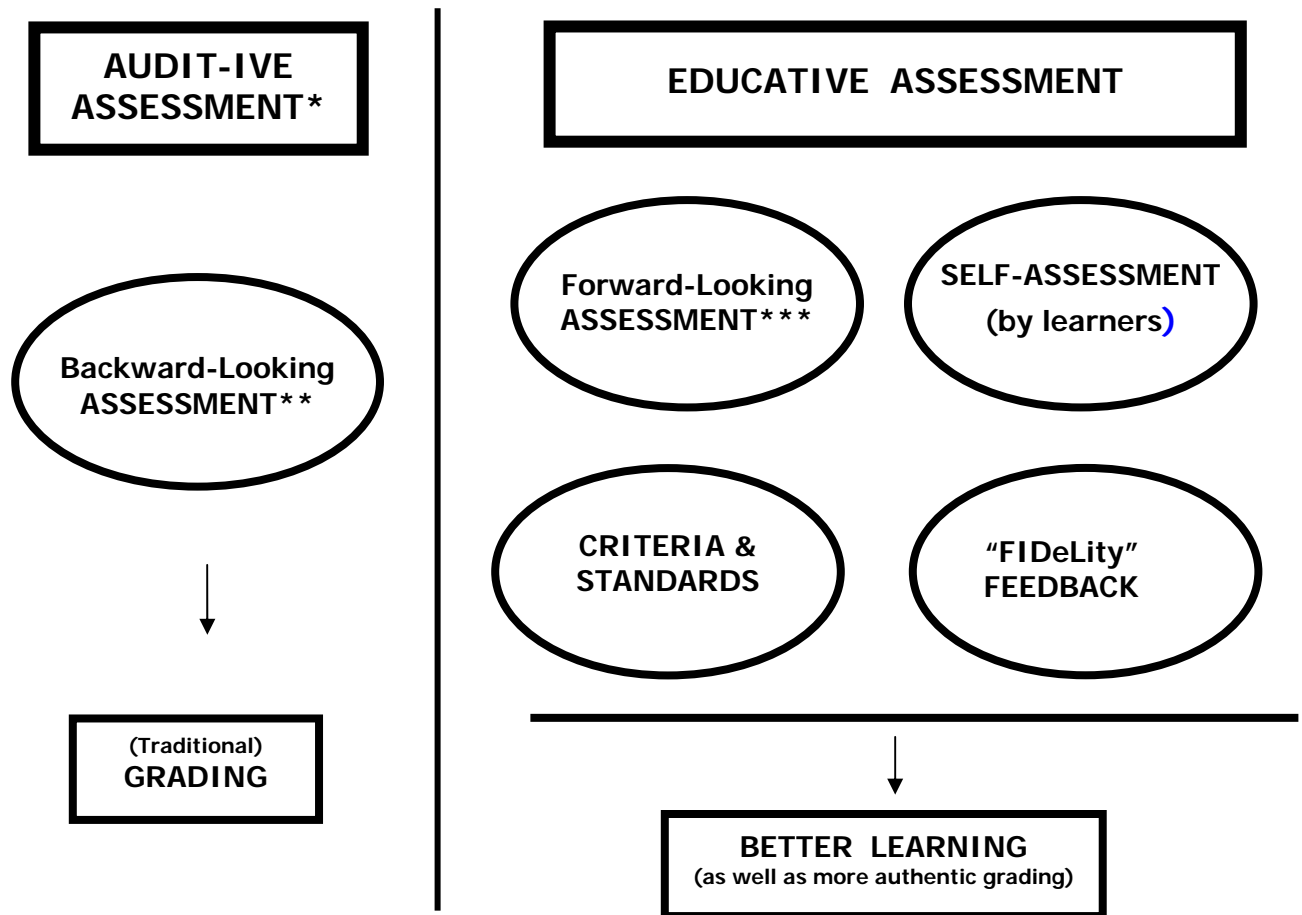 AUDIT-IVE
ASSESSMENT*
Backward-Looking
ASSESSMENT**
(Traditional)
GRADING
EDUCATIVE ASSESSMENT
Forward-Looking
ASSESSMENT***
SELF-ASSESSMENT
(by learners)
CRITERIA &
STANDARDS
“FIDeLity”
FEEDBACK
BETTER LEARNING
(as well as more authentic grading)